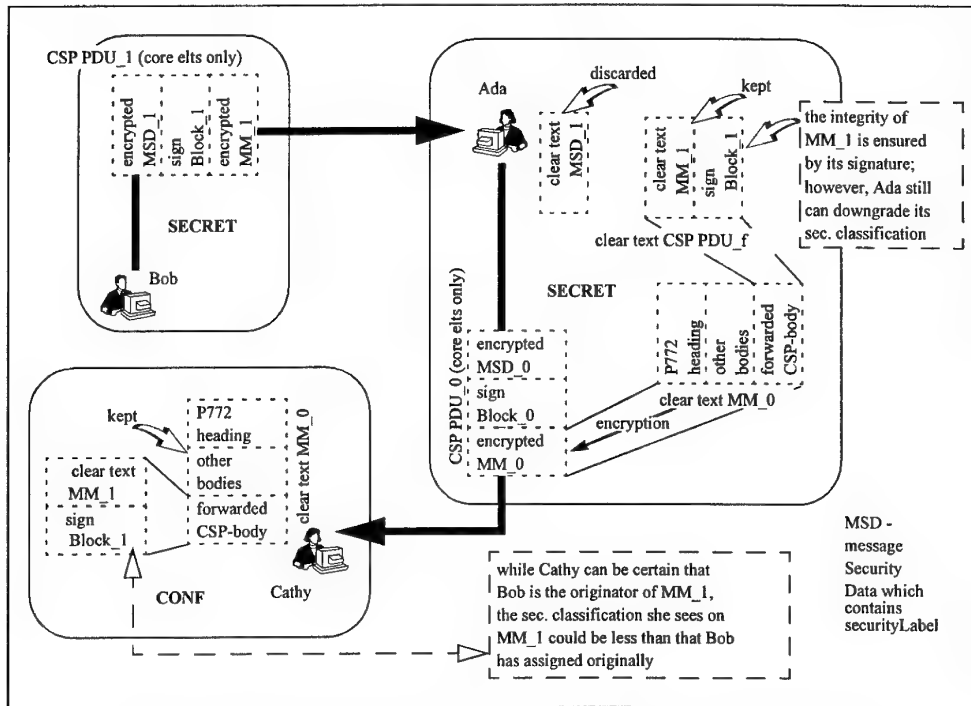 CSP PDU_1 (core elts only)
encrypted
MSD_1
sign
Block_1
encrypted
MM_1
SECRET
Bob
Ada
discarded
clear text
MSD_1
kept
clear text
MM_1
sign
Block_1
the integrity of
MM_1 is ensured
by its signature;
however, Ada still
can downgrade its
sec. classification
clear text CSP PDU_f
SECRET
P772
heading
other
bodies
forwarded
CSP-body
clear text MM_0
encryption
CSP PDU_0 (core elts only)
encrypted
MSD_0
sign
Block_0
encrypted
MM_0
kept
P772
heading
other
bodies
forwarded
CSP-body
clear text MM_0
clear text
MM_1
sign
Block_1
CONF
Cathy
while Cathy can be certain that
Bob is the originator of MM_1,
the sec. classification she sees on
MM_1 could be less than that Bob
has assigned originally
MSD -
message
Security
Data which
contains
securityLabel